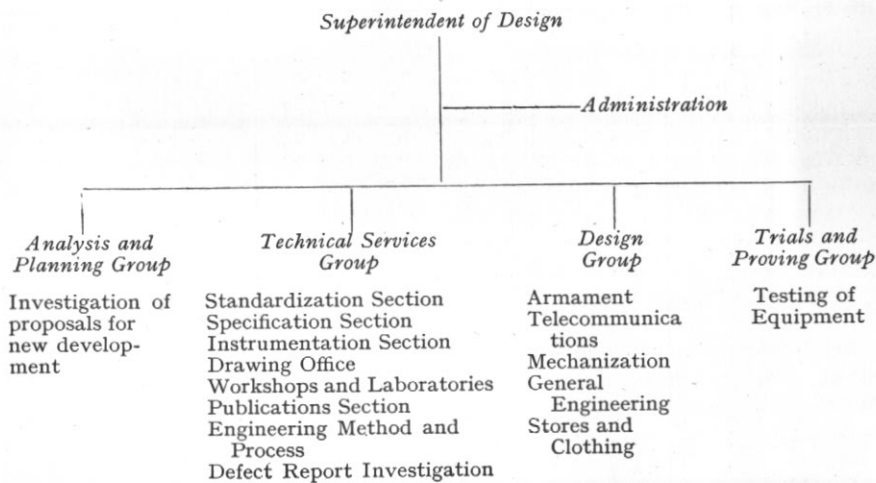 Superintendent of Design
Administration
Analysis and
Planning Group
Investigation of
proposals for
new develop-
ment
Technical Services
Group
Standardization Section
Specification Section
Instrumentation Section
Drawing Office
Workshops and Laboratories
Publications Section
Engineering Method and
Process
Defect Report Investigation
Design
Group
Armament
Telecommunica
tions
Mechanization
General
Engineering
Stores and
Clothing
Trials and
Proving Group
Testing of
Equipment